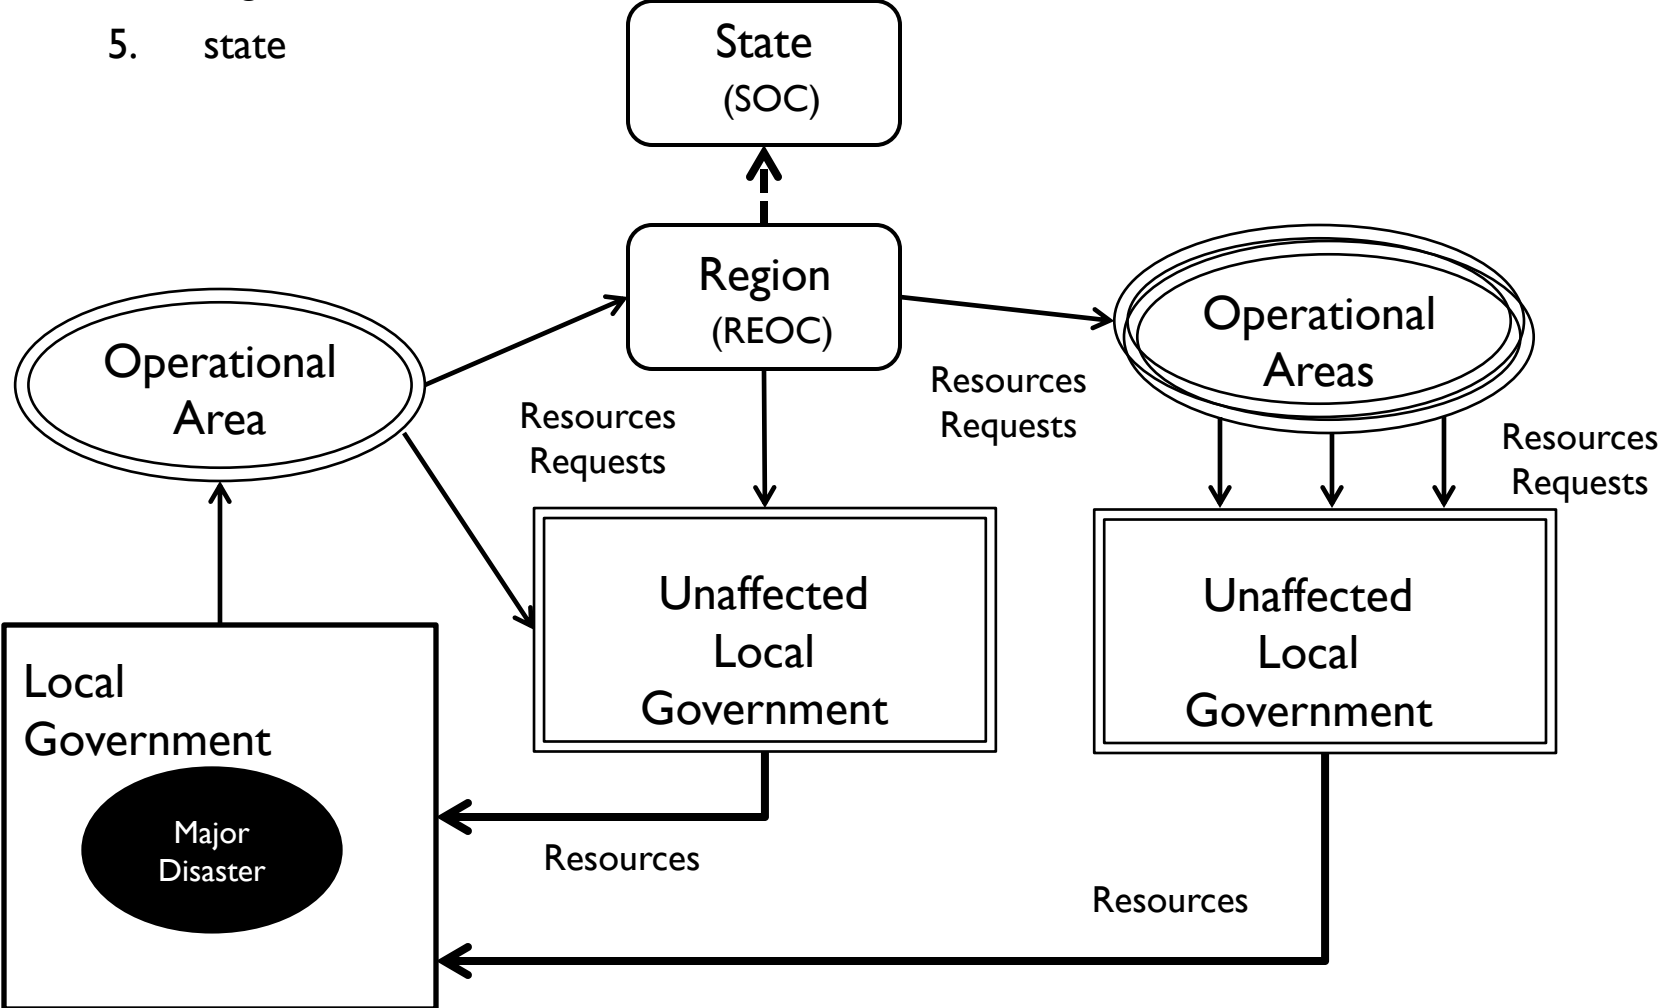 5. state
State
(SOC)
Region
(REOC)
Operational
Areas
Operational
Area
Resources
Requests
Resources
Requests
Resources
Requests
Unaffected
Local
Government
Unaffected
Local
Government
Local
Government
Major
Disaster
Resources
Resources